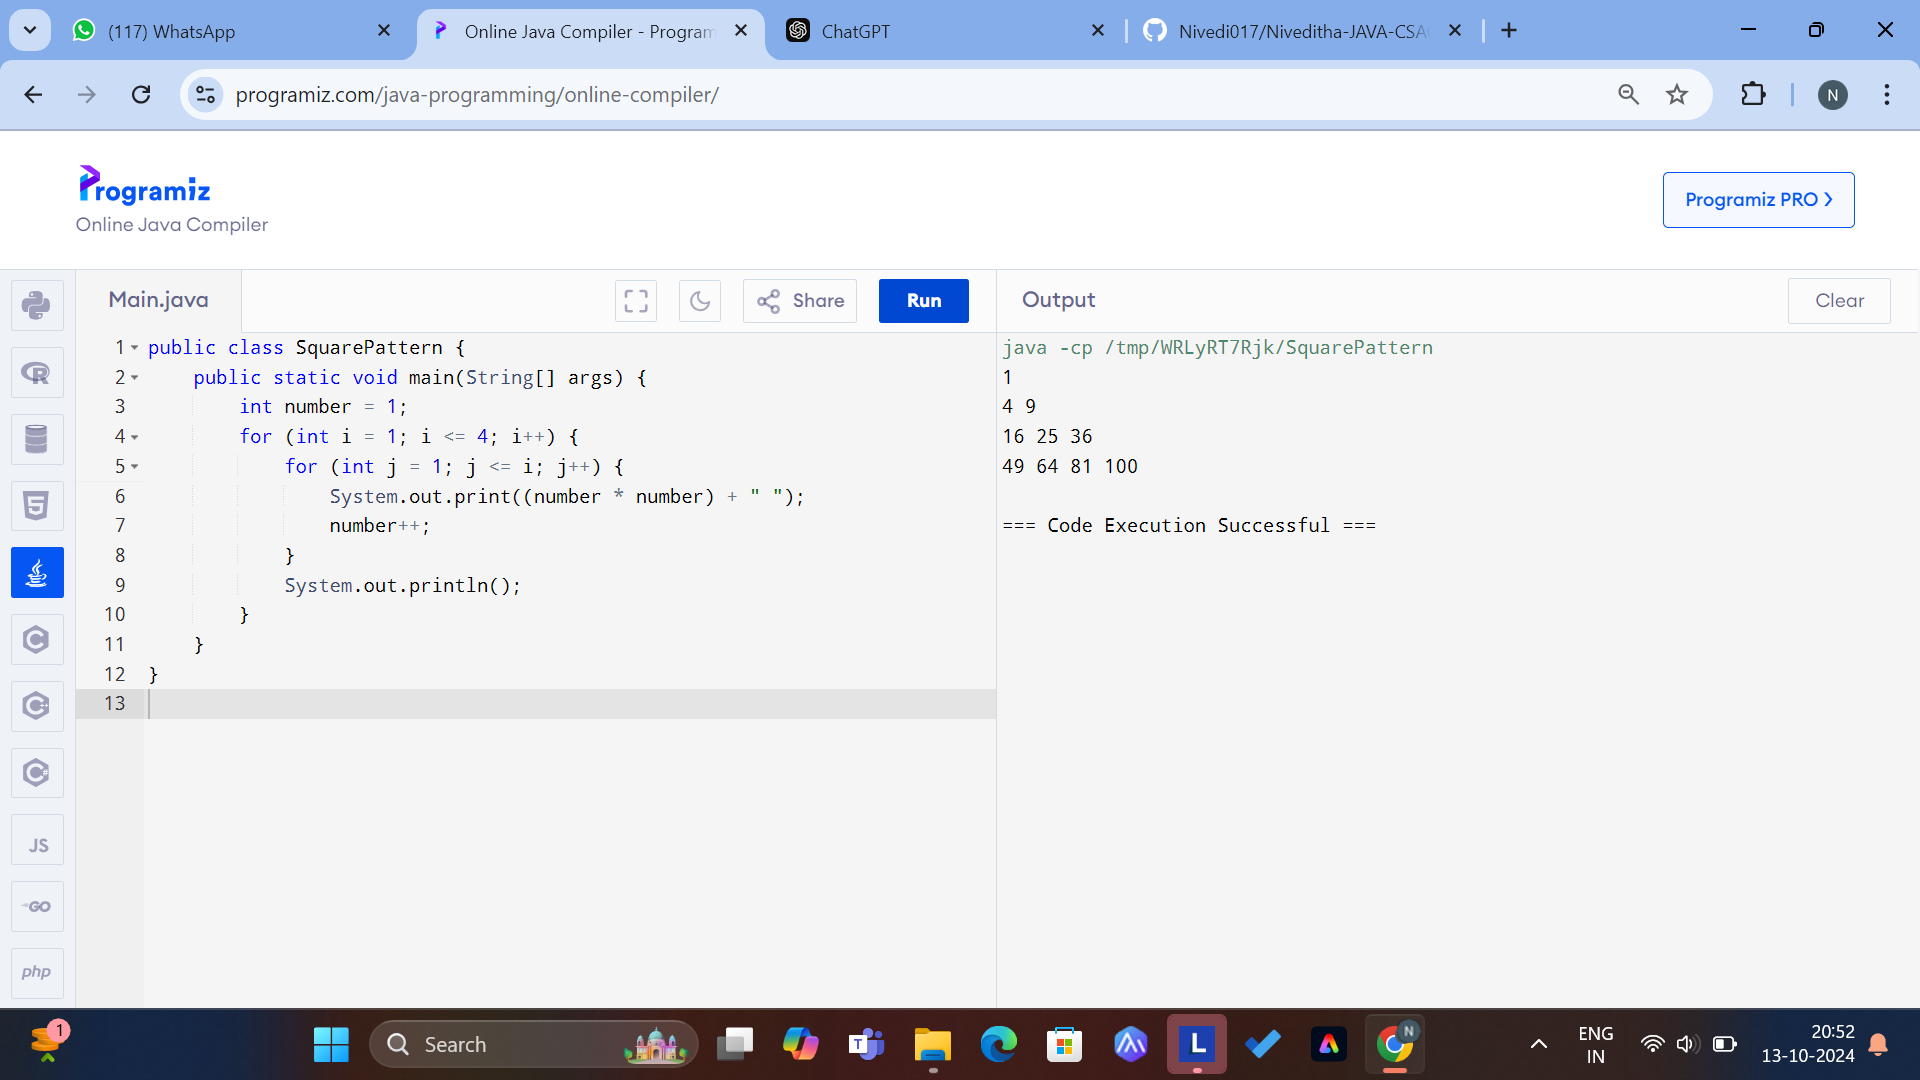 (117) WhatsApp
Online Java Compiler - Program
ChatGPT
Nivedi017/Niveditha-JAVA-CSA
programiz.com/java-programming/online-compiler/
N
Programiz
Online Java Compiler
Programiz PRO >
Main.java
Share
Run
Output
Clear
1 public class SquarePattern {
2 public static void main(String[] args) {
3 int number = 1;
4 for (int i = 1; i <= 4; i++) {
5 for (int j = 1; j <= i; j++) {
6 System.out.print((number * number) + " ");
7 number++;
8 }
9 System.out.println();
10 }
11 }
12 }
13
java -cp /tmp/WRLyRT7Rjk/SquarePattern
1
4 9
16 25 36
49 64 81 100
=== Code Execution Successful ===
JS
GO
php
1
Search
T
L
N
ENG
IN
20:52
13-10-2024